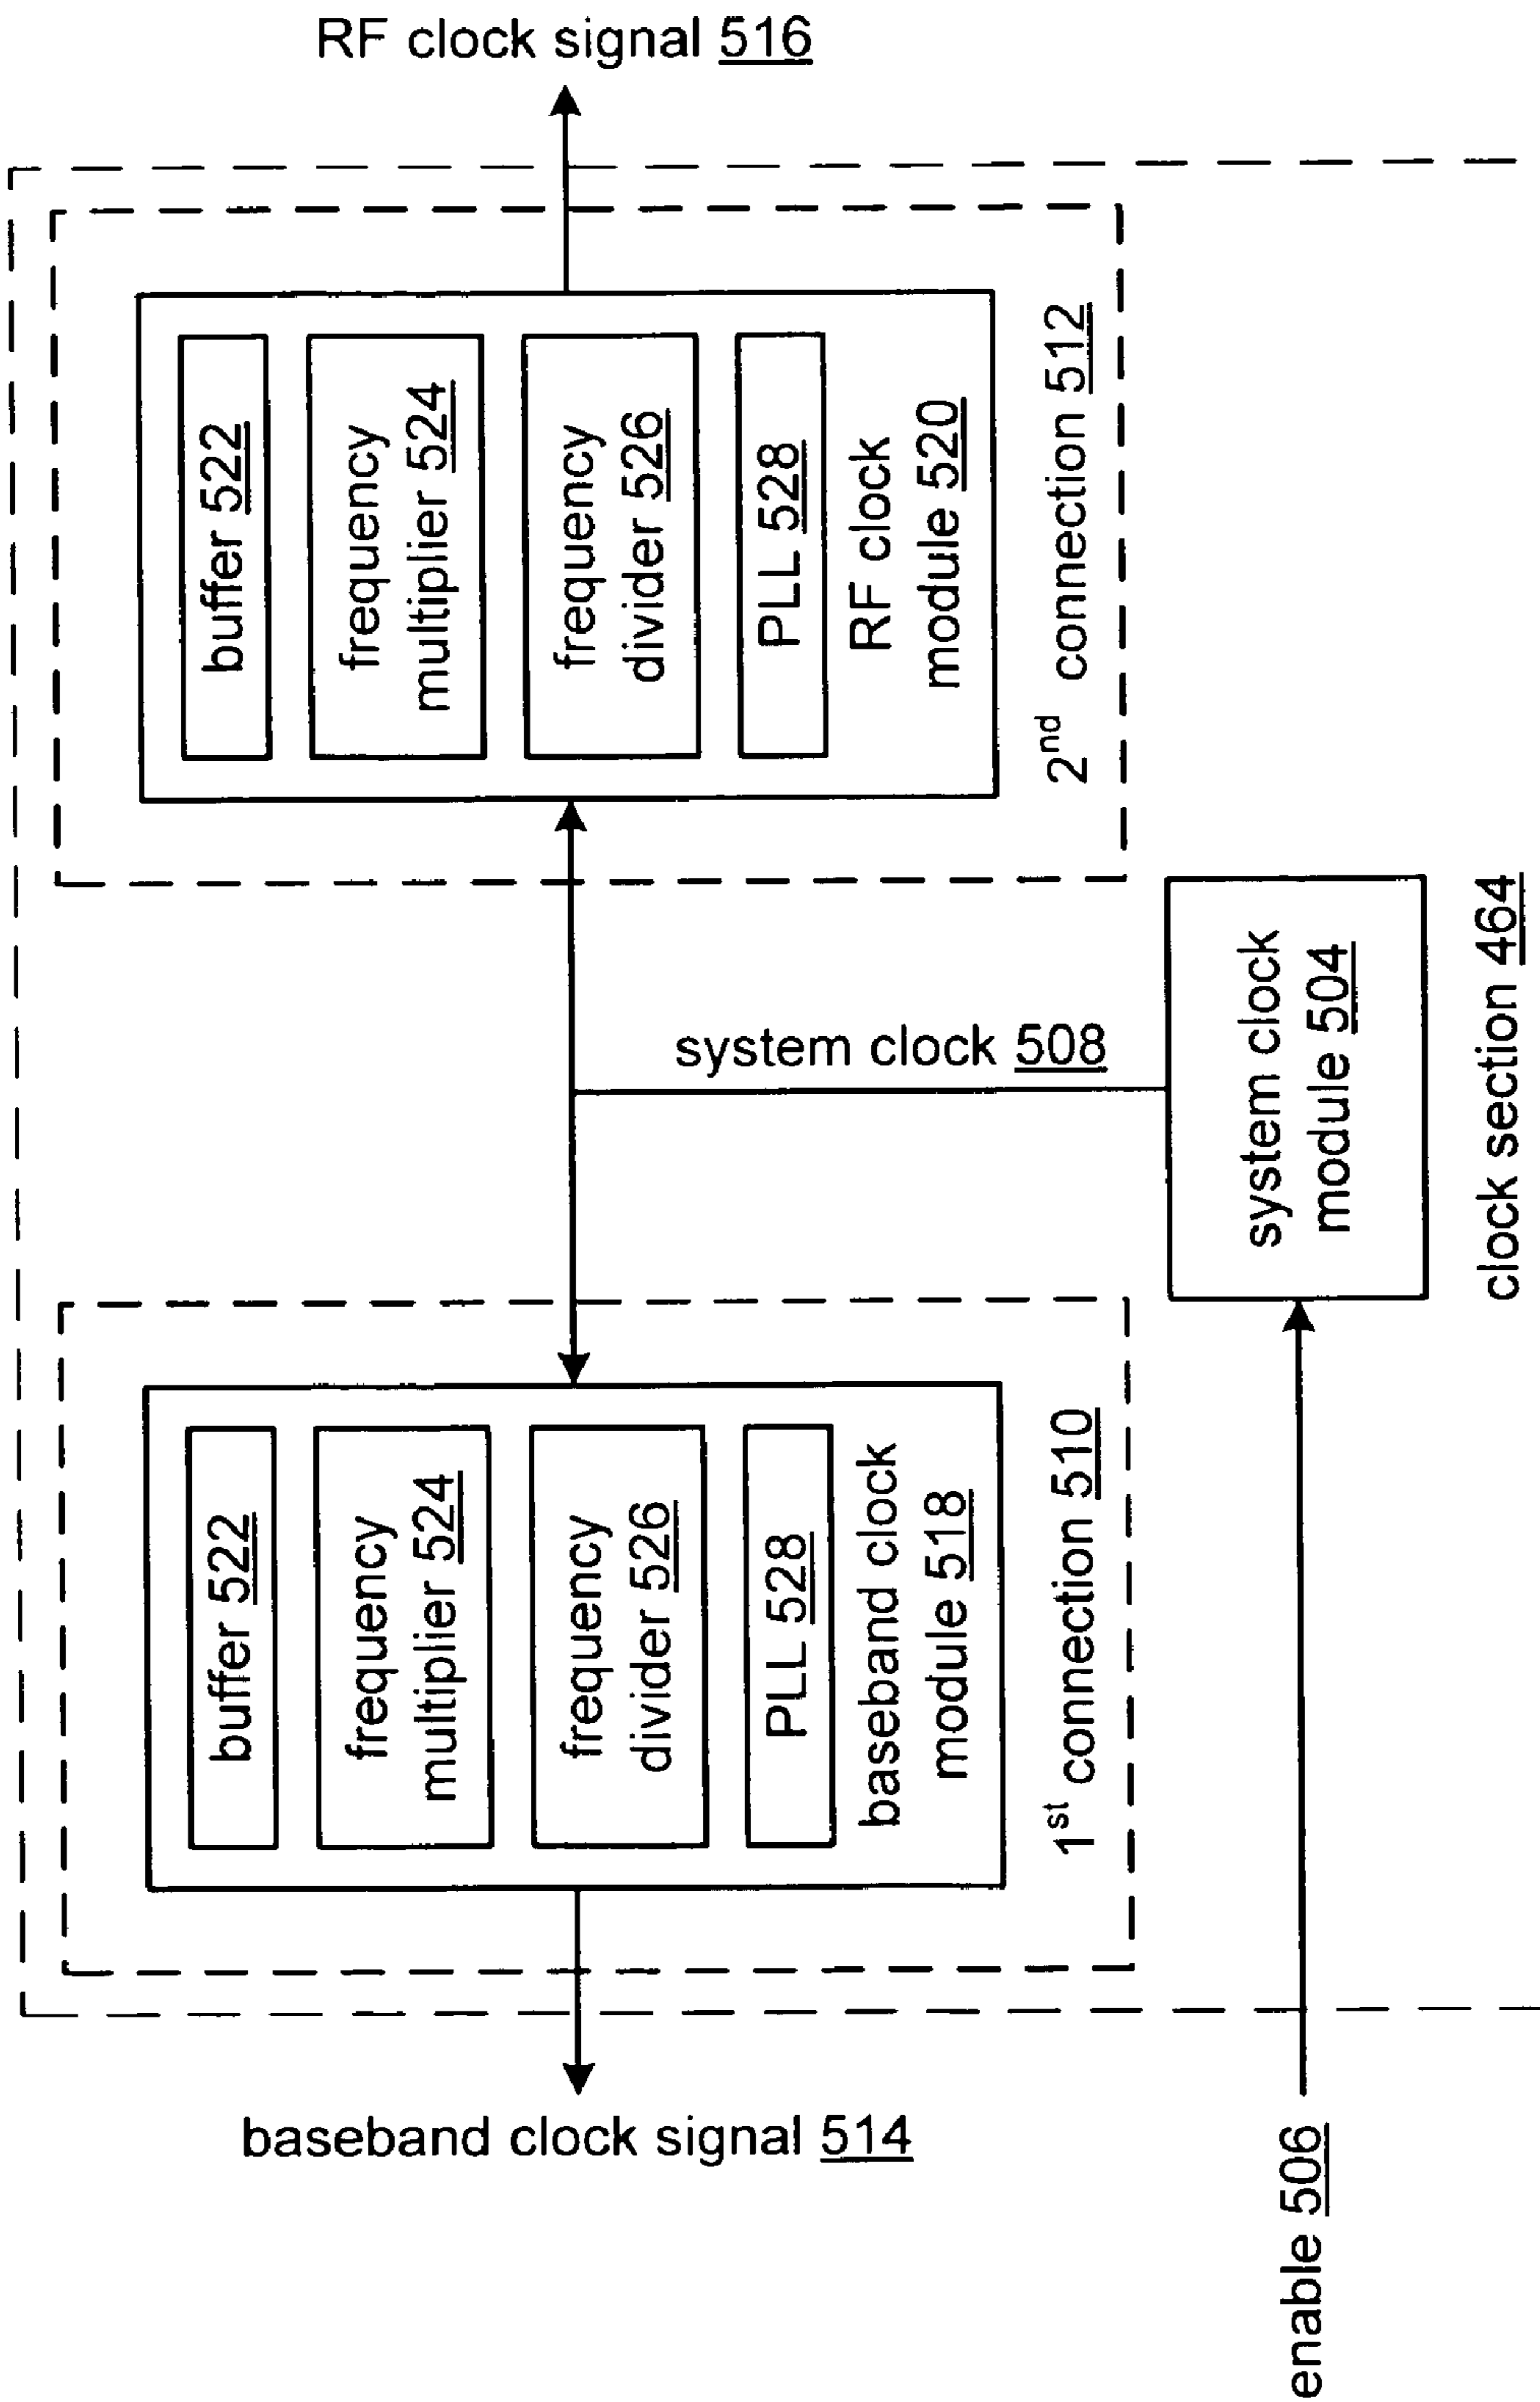 RF clock signal 516
buffer 522
frequency
multiplier 524
frequency
divider 526
PLL 528
RF clock
module 520
2nd connection 512
system clock 508
system clock
module 504
clock section 464
buffer 522
frequency
multiplier 524
frequency
divider 526
PLL 528
baseband clock
module 518
1st connection 510
baseband clock signal 514
enable 506